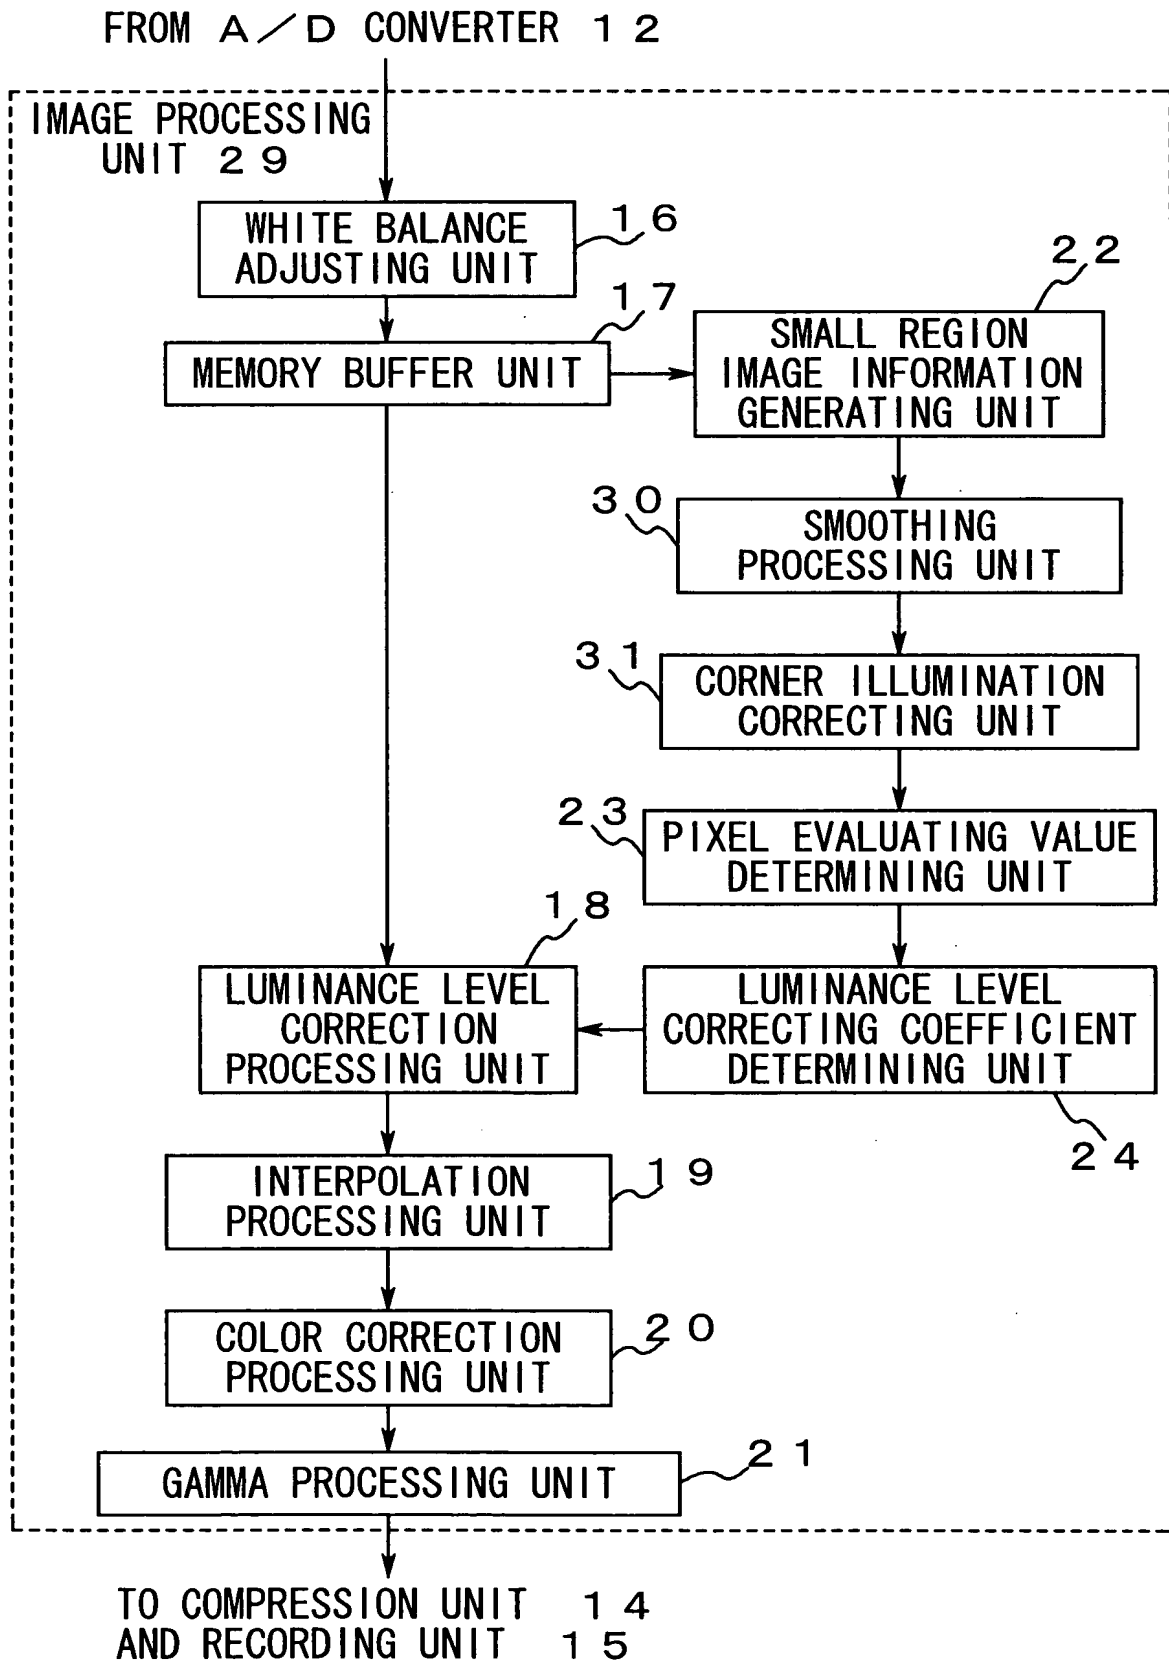 FROM A/D CONVERTER 12
IMAGE PROCESSING
UNIT 29
16
WHITE BALANCE
ADJUSTING UNIT
17
MEMORY BUFFER UNIT
22
SMALL REGION
IMAGE INFORMATION
GENERATING UNIT
30
SMOOTHING
PROCESSING UNIT
31
CORNER ILLUMINATION
CORRECTING UNIT
23
PIXEL EVALUATING VALUE
DETERMINING UNIT
18
LUMINANCE LEVEL
CORRECTION
PROCESSING UNIT
LUMINANCE LEVEL
CORRECTING COEFFICIENT
DETERMINING UNIT
24
19
INTERPOLATION
PROCESSING UNIT
20
COLOR CORRECTION
PROCESSING UNIT
21
GAMMA PROCESSING UNIT
TO COMPRESSION UNIT 14
AND RECORDING UNIT 15